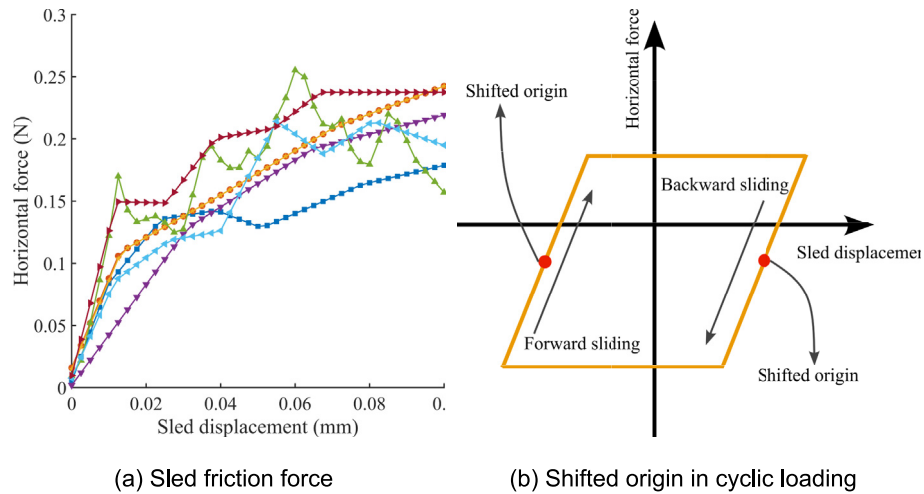 0.3
0.25
0.2
0.15
0.1
0.05
0
Horizontal force (N)
0
0.02
0.04
0.06
0.08
0.
Sled displacement (mm)
(a) Sled friction force
Horizontal force
Shifted origin
Backward sliding
Sled displacemen
Forward sliding
Shifted origin
(b) Shifted origin in cyclic loading